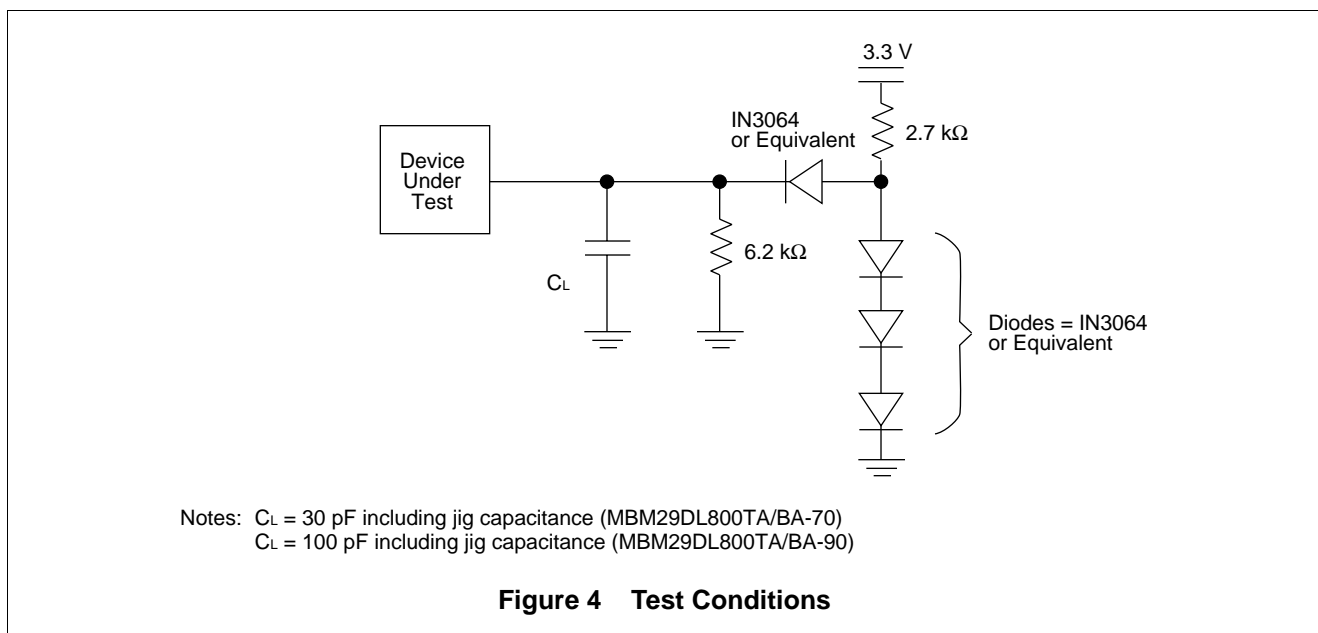 3.3 V
IN3064
or Equivalent
2.7 kΩ
Device
Under
Test
6.2 kΩ
CL
Diodes = IN3064
or Equivalent
Notes: CL = 30 pF including jig capacitance (MBM29DL800TA/BA-70)
CL = 100 pF including jig capacitance (MBM29DL800TA/BA-90)
Figure 4 Test Conditions